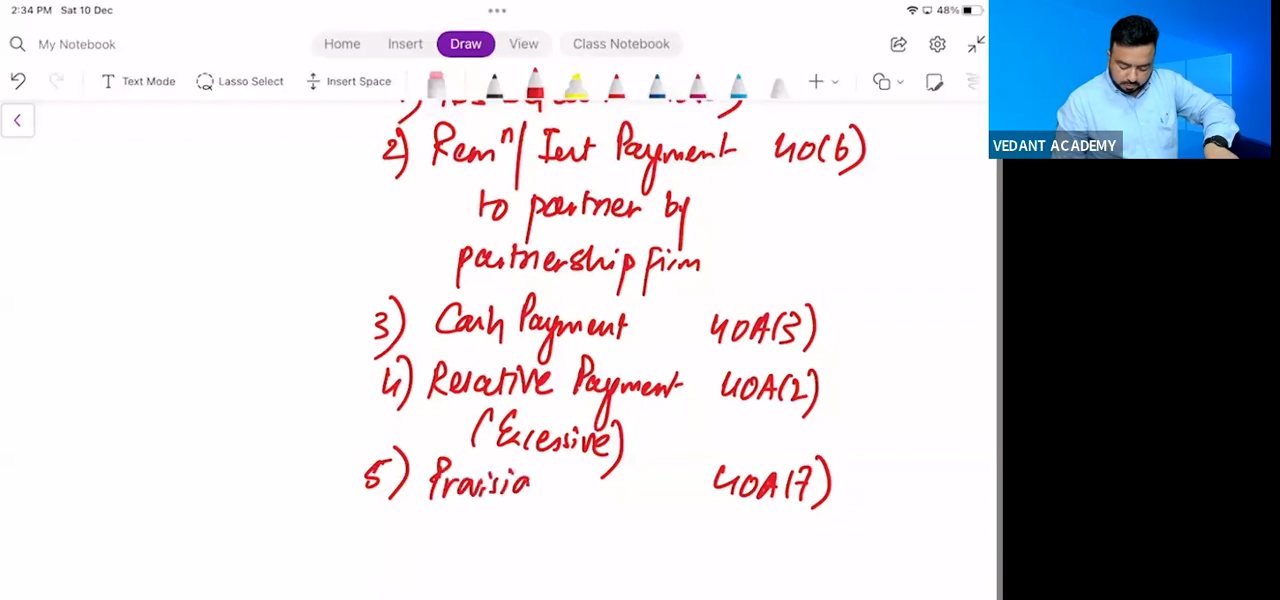 2:34 PM Sat 10 Dec
48%
My Notebook
Home Insert Draw View Class Notebook
Text Mode Lasso Select Insert Space
VEDANT ACADEMY
2) Remⁿ/ Int Payment 40(b)
to partner by
partnership firm
3) Cash Payment 40A(3)
4) Relative Payment 40A(2)
(Excessive)
5) Provisio 40A(7)